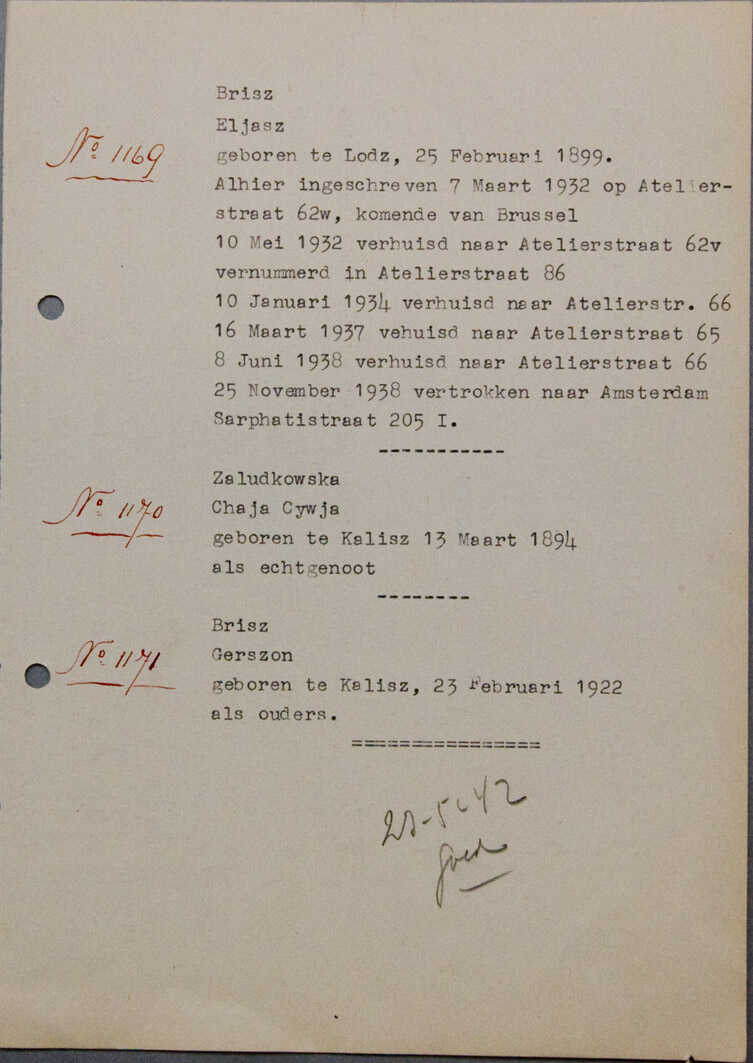 Brisz
Eljasz
No 1169
geboren te Lodz, 25 Februari 1899.
Alhier ingeschreven 7 Maart 1932 op Atelier-
straat 62w, komende van Brussel
10 Mei 1932 verhuisd naar Atelierstraat 62v
vernummerd in Atelierstraat 86
10 Januari 1934 verhuisd naar Atelierstr. 66
16 Maart 1937 vehuisd naar Atelierstraat 65
8 Juni 1938 verhuisd naar Atelierstraat 66
25 November 1938 vertrokken naar Amsterdam
Sarphatistraat 205 I.
-----------
Zaludkowska
No 1170
Chaja Cywja
geboren te Kalisz 13 Maart 1894
als echtgenoot
--------
Brisz
No 1171
Gerszon
geboren te Kalisz, 23 Februari 1922
als ouders.
================
-5-42
goed